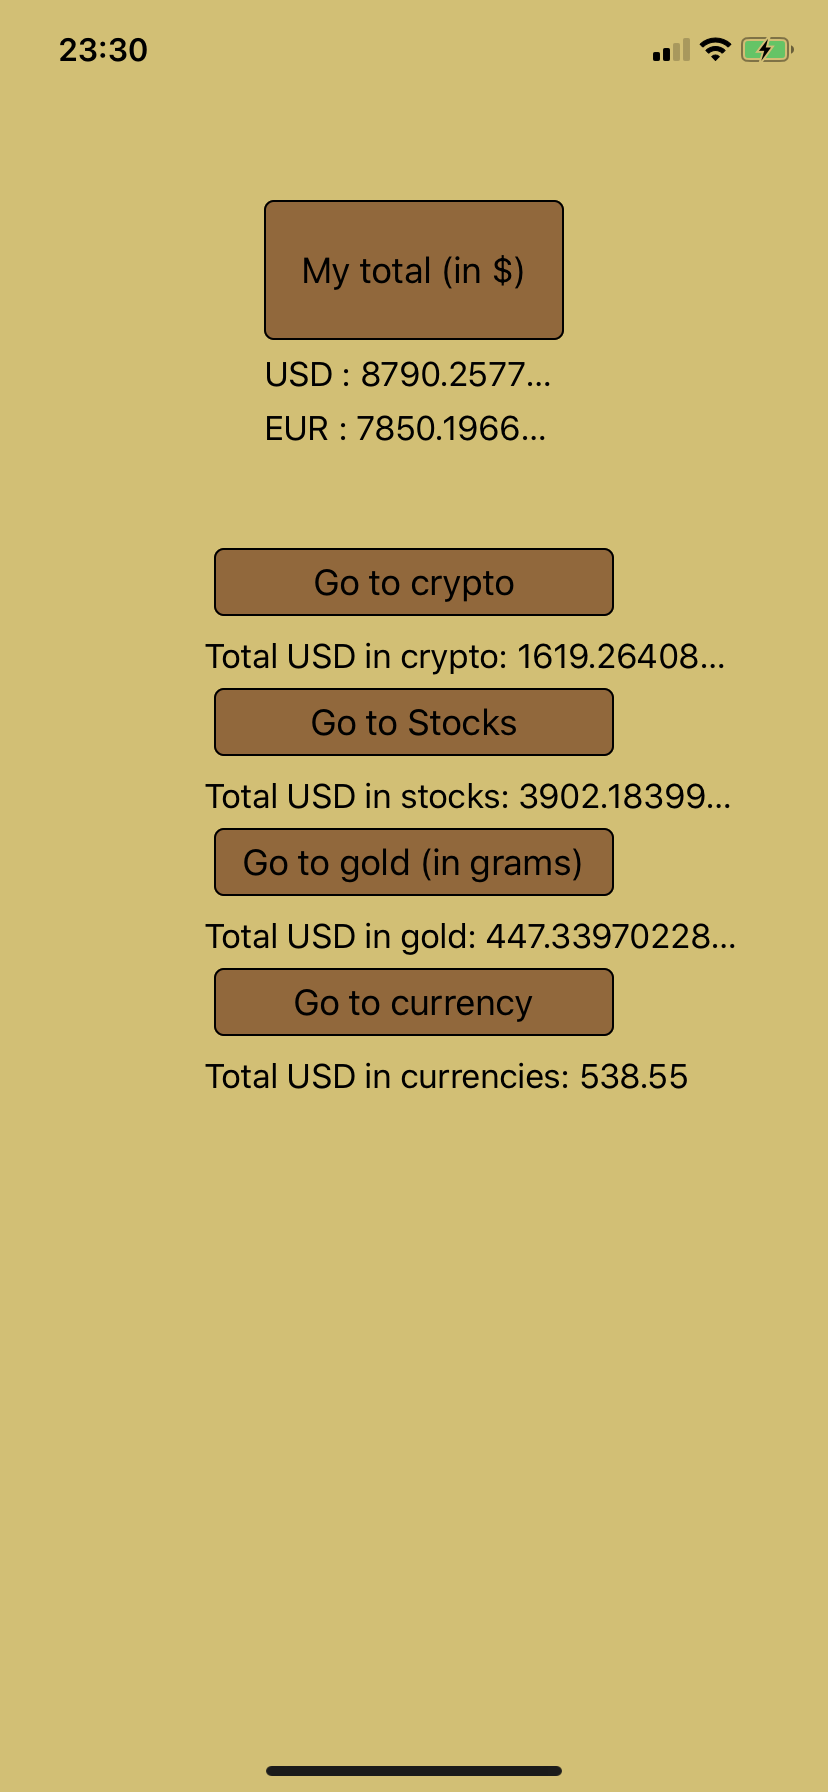 23:30
My total (in $)
USD : 8790.2577...
EUR : 7850.1966...
Go to crypto
Total USD in crypto: 1619.26408...
Go to Stocks
Total USD in stocks: 3902.18399...
Go to gold (in grams)
Total USD in gold: 447.33970228...
Go to currency
Total USD in currencies: 538.55